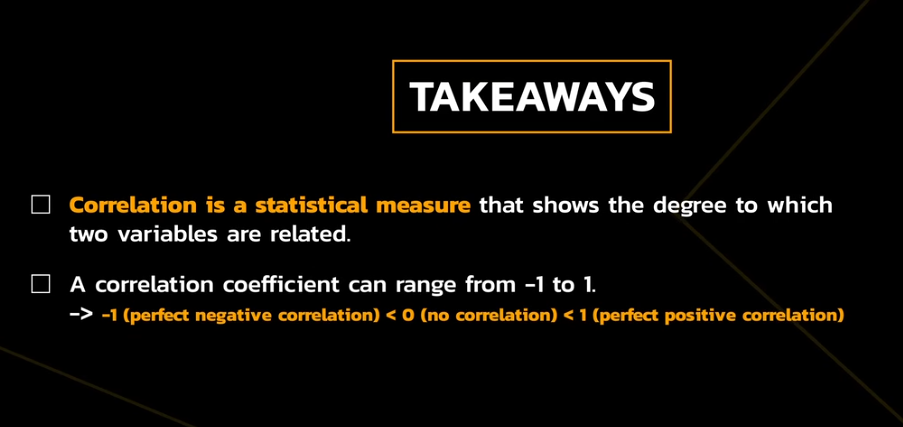 TAKEAWAYS
Correlation is a statistical measure that shows the degree to which
two variables are related.
A correlation coefficient can range from -1 to 1.
-> -1 (perfect negative correlation) < 0 (no correlation) < 1 (perfect positive correlation)